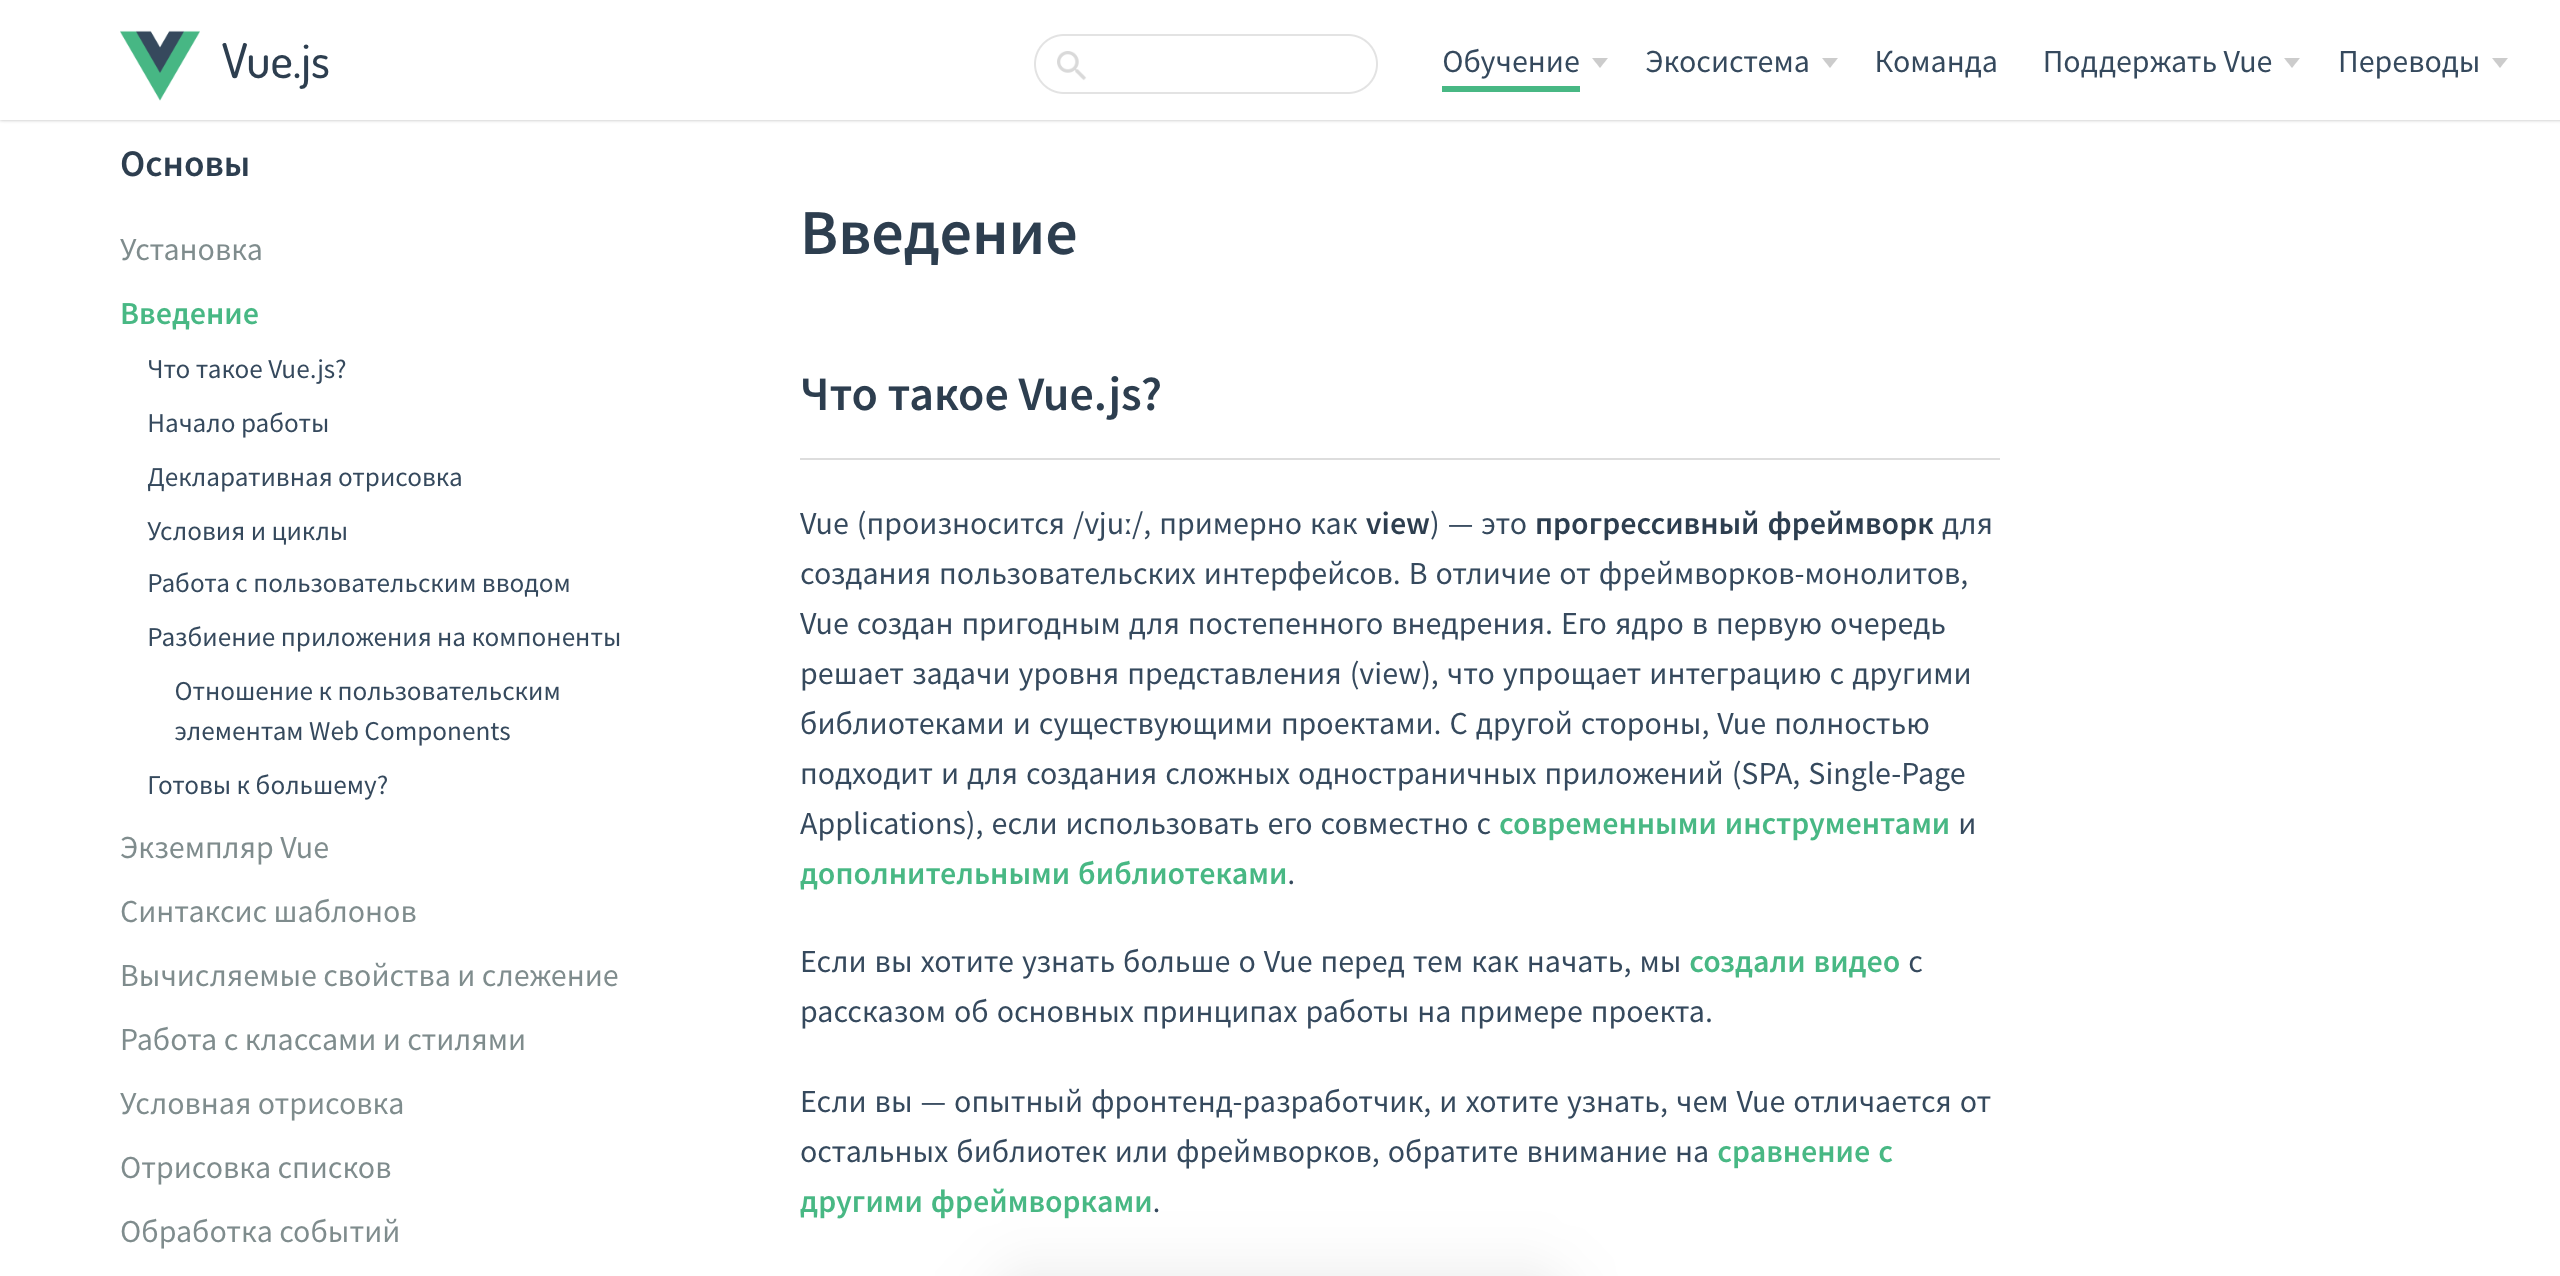 Vue.js
Обучение Экосистема Команда Поддержать Vue Переводы
Основы
Установка
Введение
Что такое Vue.js?
Начало работы
Декларативная отрисовка
Условия и циклы
Работа с пользовательским вводом
Разбиение приложения на компоненты
Отношение к пользовательским
элементам Web Components
Готовы к большему?
Экземпляр Vue
Синтаксис шаблонов
Вычисляемые свойства и слежение
Работа с классами и стилями
Условная отрисовка
Отрисовка списков
Обработка событий
Введение
Что такое Vue.js?
Vue (произносится /vjuː/, примерно как view) — это прогрессивный фреймворк для
создания пользовательских интерфейсов. В отличие от фреймворков-монолитов,
Vue создан пригодным для постепенного внедрения. Его ядро в первую очередь
решает задачи уровня представления (view), что упрощает интеграцию с другими
библиотеками и существующими проектами. С другой стороны, Vue полностью
подходит и для создания сложных одностраничных приложений (SPA, Single-Page
Applications), если использовать его совместно с современными инструментами и
дополнительными библиотеками.
Если вы хотите узнать больше о Vue перед тем как начать, мы создали видео с
рассказом об основных принципах работы на примере проекта.
Если вы — опытный фронтенд-разработчик, и хотите узнать, чем Vue отличается от
остальных библиотек или фреймворков, обратите внимание на сравнение с
другими фреймворками.